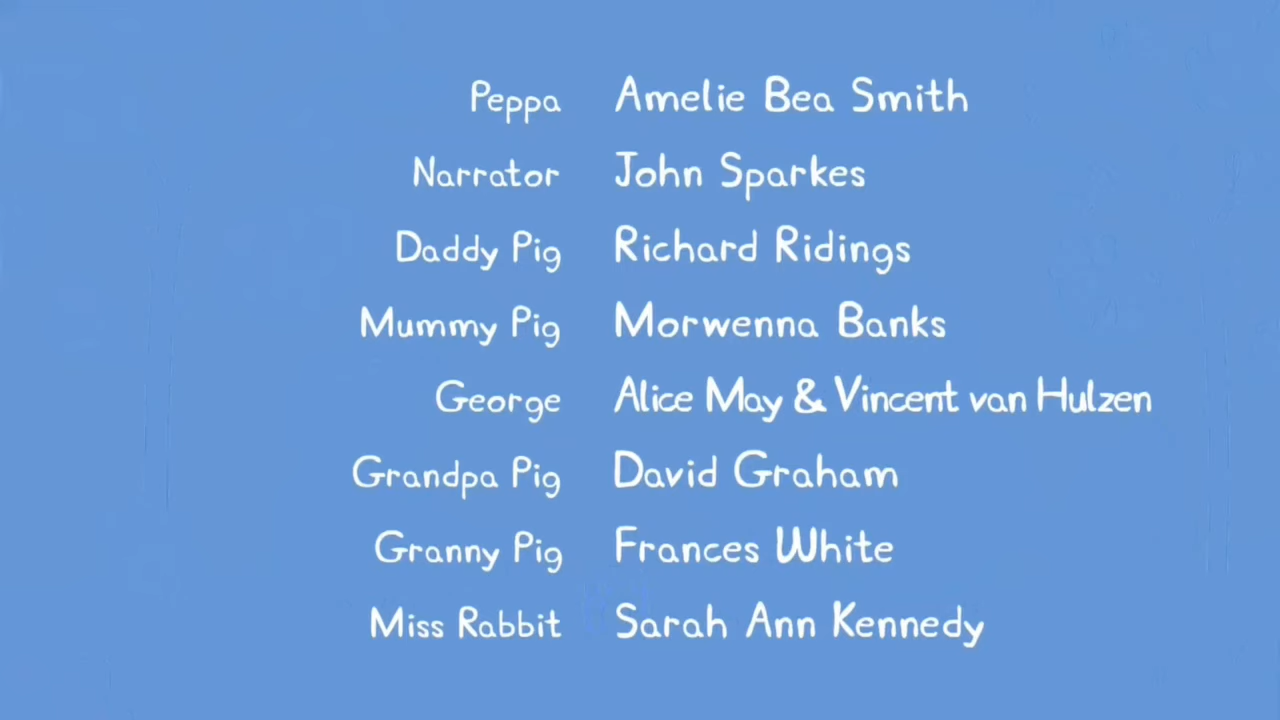 Peppa Amelie Bea Smith
Narrator John Sparkes
Daddy Pig Richard Ridings
Mummy Pig Morwenna Banks
George Alice May & Vincent van Hulzen
Grandpa Pig David Graham
Granny Pig Frances White
Miss Rabbit Sarah Ann Kennedy